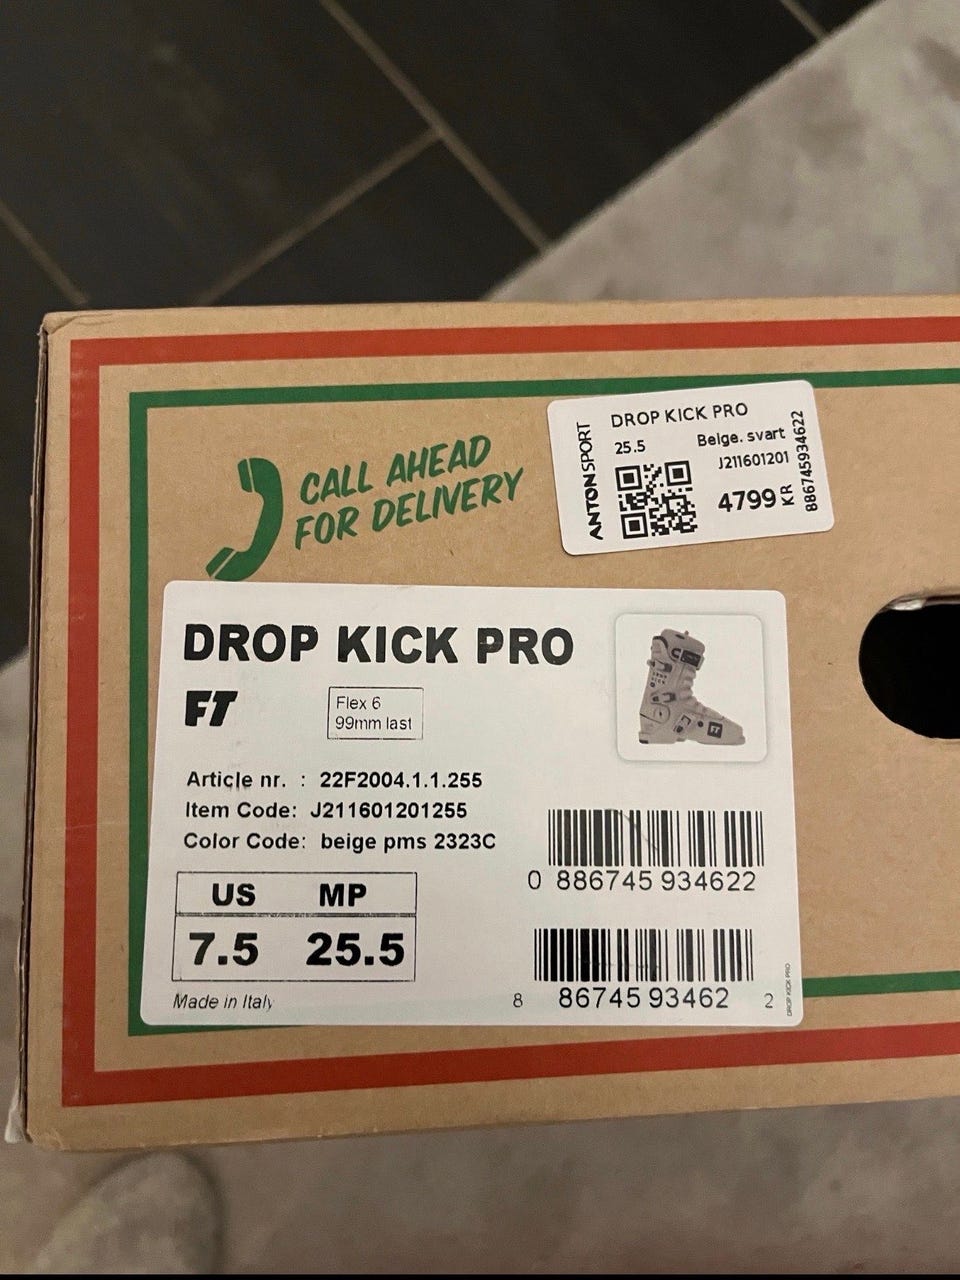 CALL AHEAD
FOR DELIVERY
ANTON SPORT
DROP KICK PRO
25.5 Beige. svart
J211601201
4799 KR
886745934622
DROP KICK PRO
FT
Flex 6
99mm last
FT
Article nr. : 22F2004.1.1.255
Item Code: J211601201255
Color Code: beige pms 2323C
US MP
7.5 25.5
Made in Italy
0 886745 934622
8 86745 93462 2
DROP KICK PRO